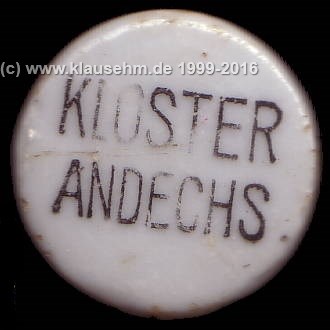 (c) www.klausehm.de 1999-2016
KLOSTER
ANDECHS